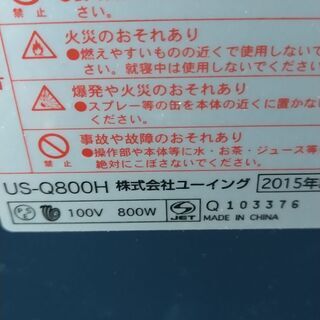 火災のおそれあり
●燃えやすいものの近くで使用しない
さい。就寝中は使用しないでくださ
爆発や火災のおそれあり
●スプレー等の缶を本体の近くに置かない
ください。
事故や故障のおそれあり
●操作部や本体等に水・お茶・ジュース等
絶対にこぼさないでください。
US-Q800H 株式会社ユーイング 2015年
100V 800W JET Q 103376
MADE IN CHINA